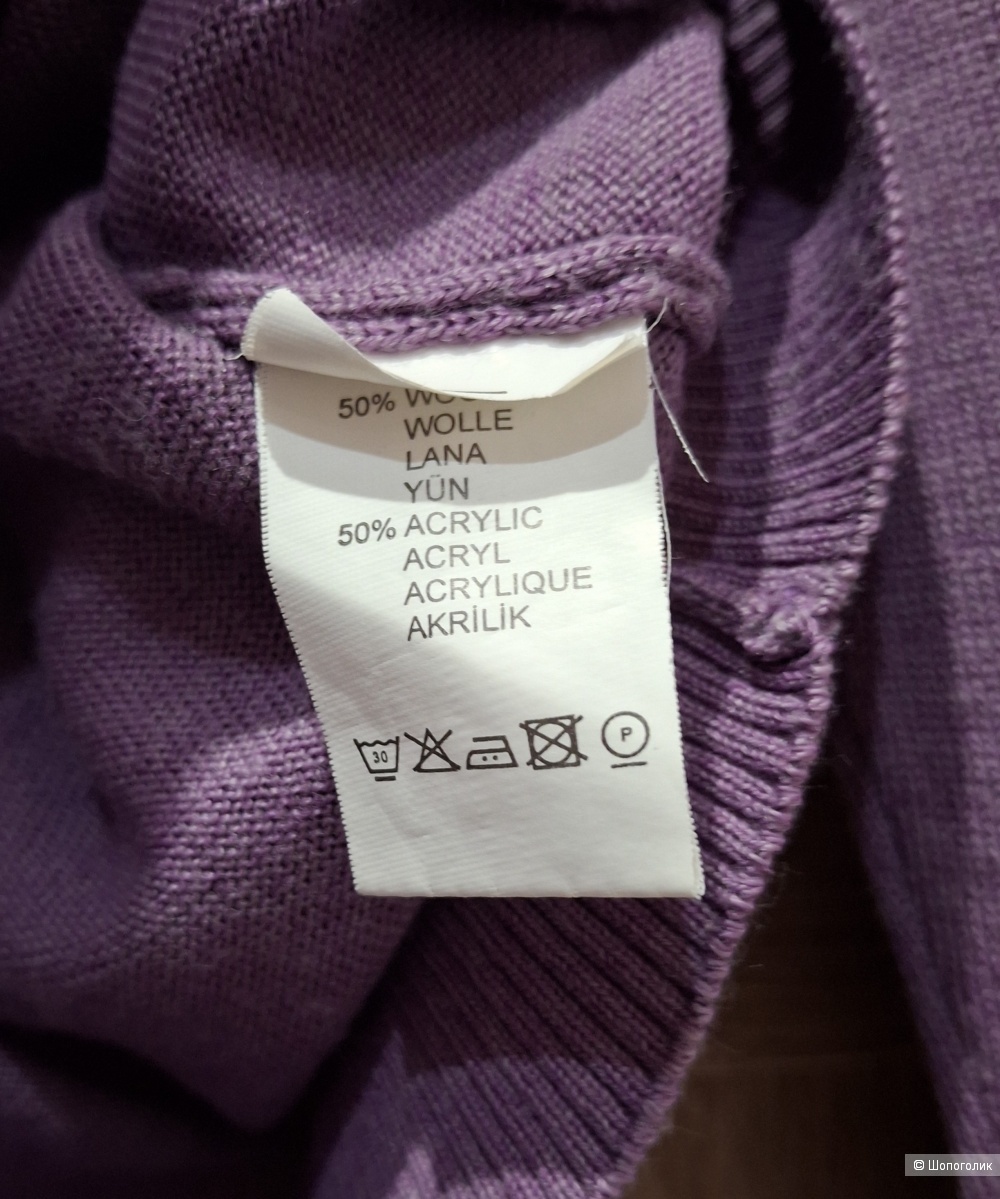 50%
WOLLE
LANA
YÜN
50% ACRYLIC
ACRYL
ACRYLIQUE
AKRİLİK
30
P
© Шопоголик